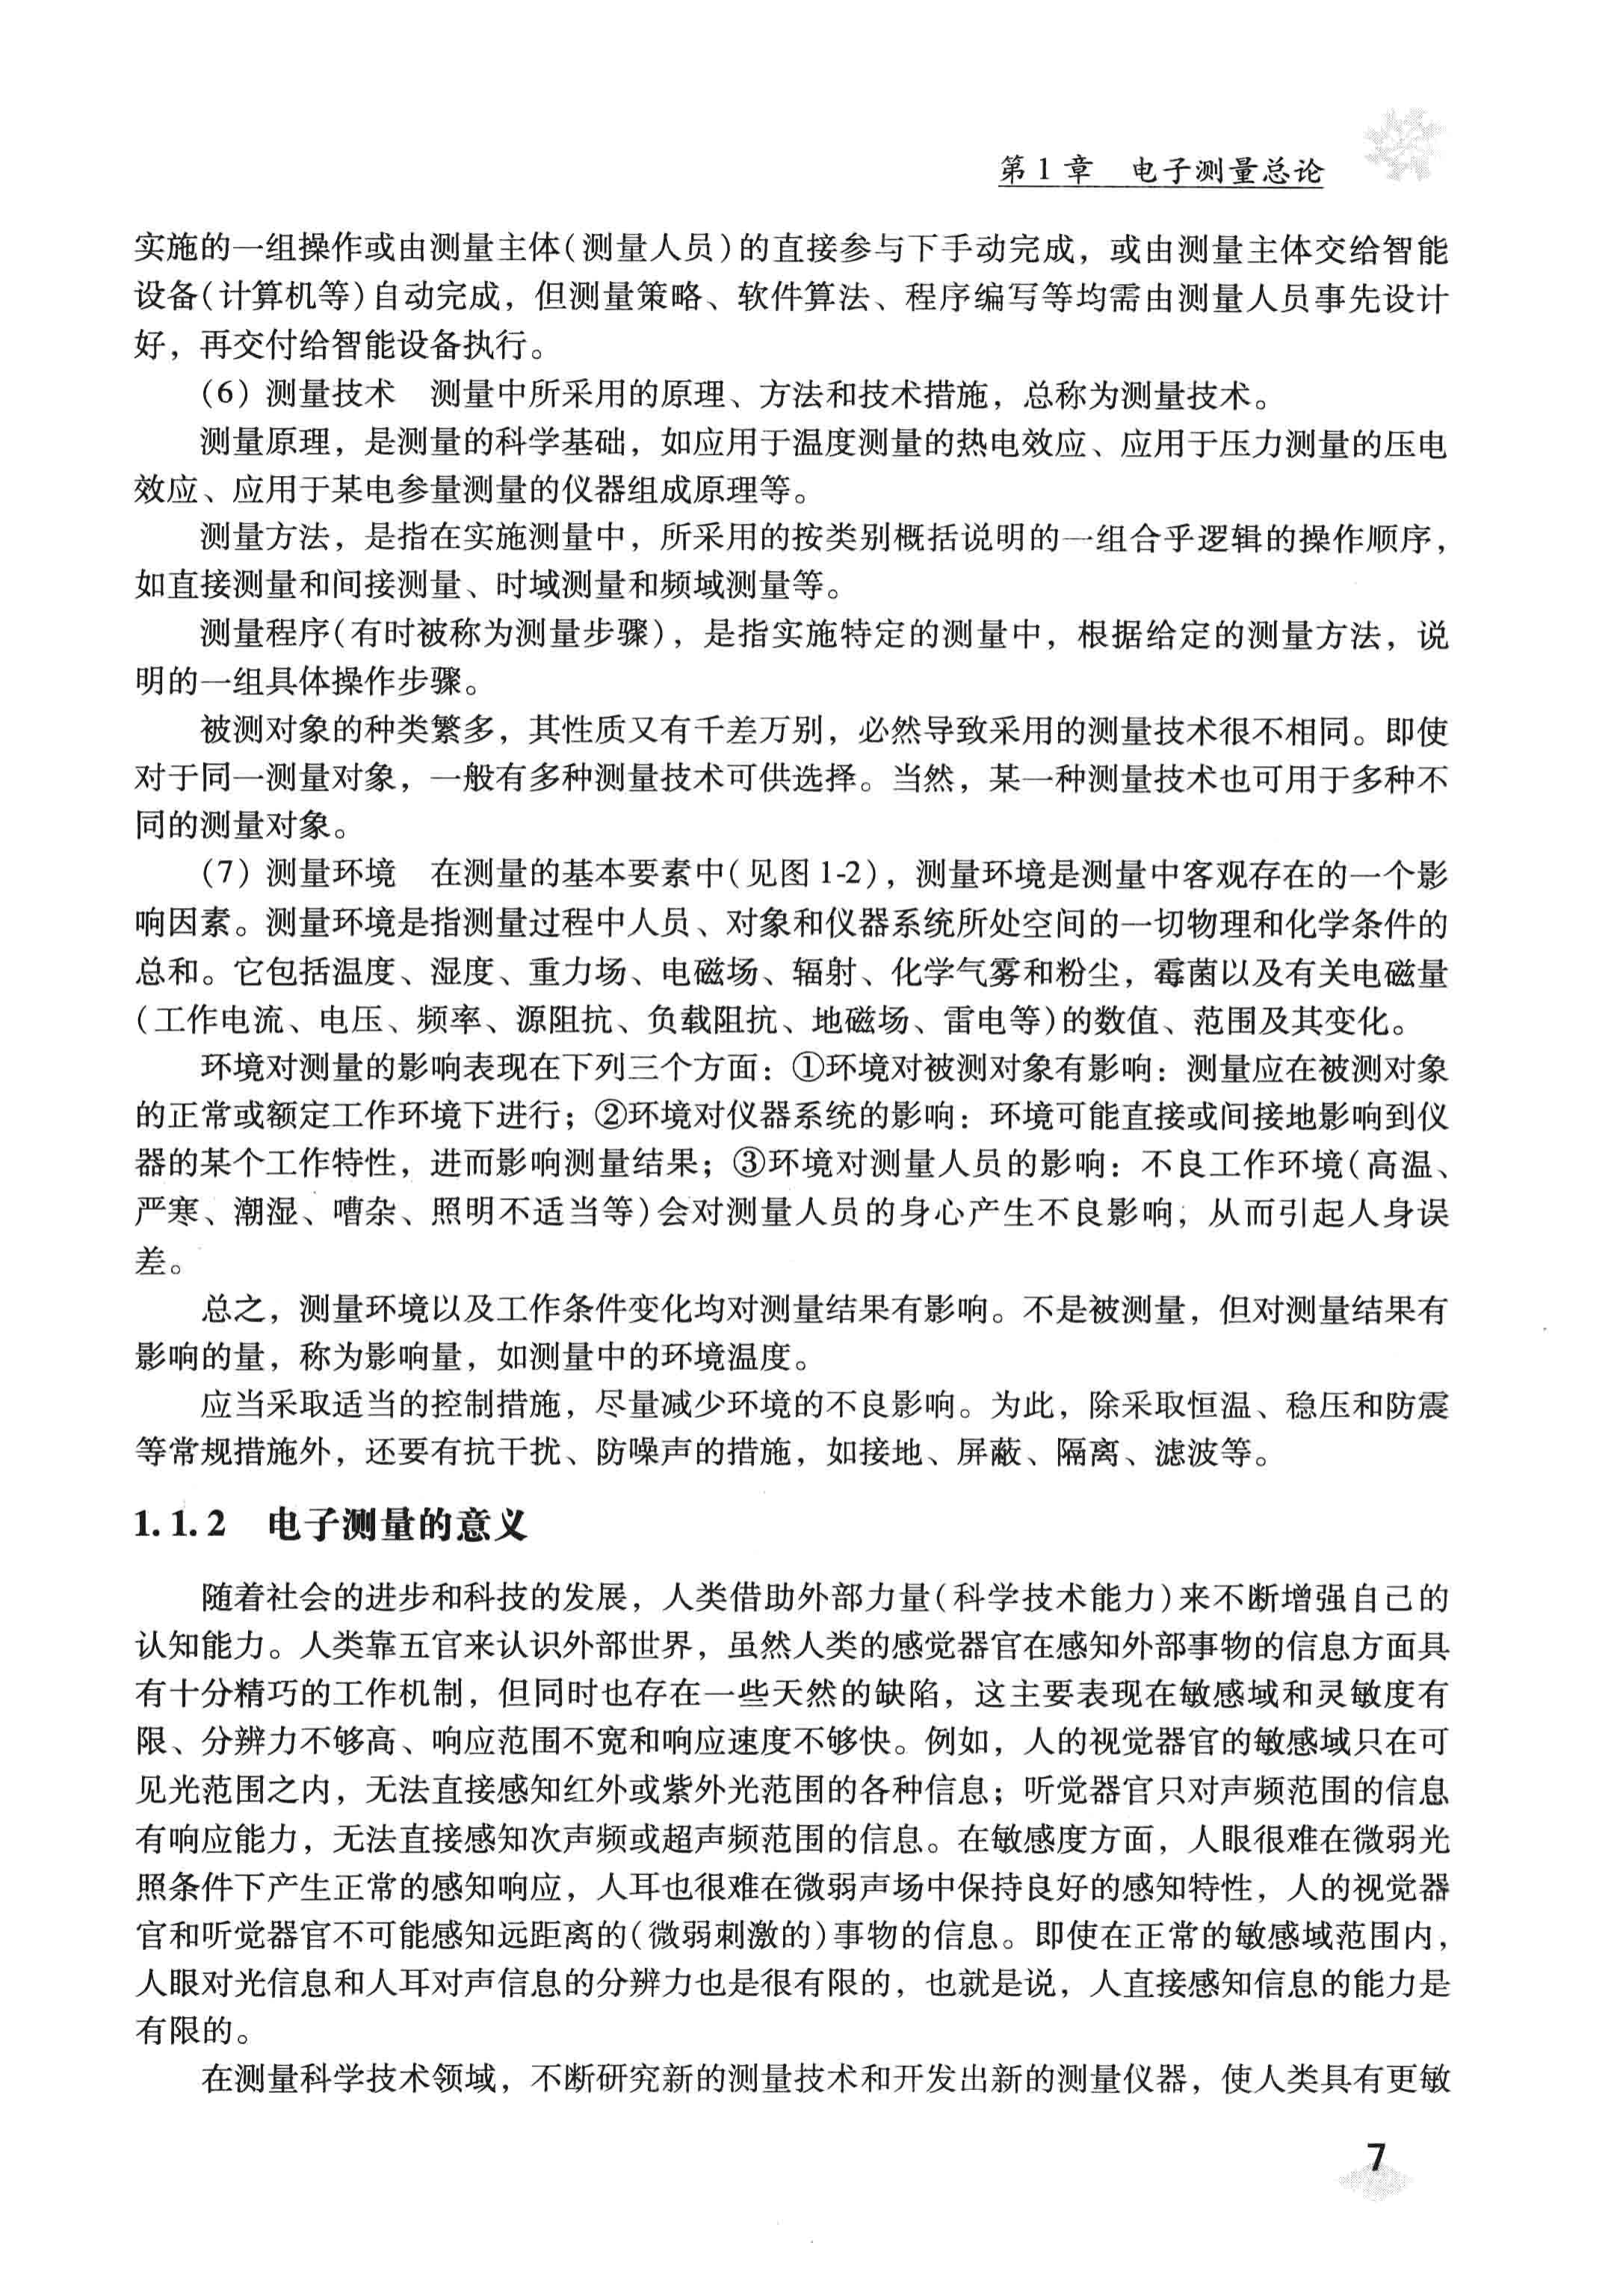 第 1 章　电子测量总论
实施的一组操作或由测量主体(测量人员)的直接参与下手动完成，或由测量主体交给智能
设备(计算机等)自动完成，但测量策略、软件算法、程序编写等均需由测量人员事先设计
好，再交付给智能设备执行。
(6) 测量技术　测量中所采用的原理、方法和技术措施，总称为测量技术。
测量原理，是测量的科学基础，如应用于温度测量的热电效应、应用于压力测量的压电
效应、应用于某电参量测量的仪器组成原理等。
测量方法，是指在实施测量中，所采用的按类别概括说明的一组合乎逻辑的操作顺序，
如直接测量和间接测量、时域测量和频域测量等。
测量程序(有时被称为测量步骤)，是指实施特定的测量中，根据给定的测量方法，说
明的一组具体操作步骤。
被测对象的种类繁多，其性质又有千差万别，必然导致采用的测量技术很不相同。即使
对于同一测量对象，一般有多种测量技术可供选择。当然，某一种测量技术也可用于多种不
同的测量对象。
(7) 测量环境　在测量的基本要素中(见图 1-2)，测量环境是测量中客观存在的一个影
响因素。测量环境是指测量过程中人员、对象和仪器系统所处空间的一切物理和化学条件的
总和。它包括温度、湿度、重力场、电磁场、辐射、化学气雾和粉尘，霉菌以及有关电磁量
(工作电流、电压、频率、源阻抗、负载阻抗、地磁场、雷电等)的数值、范围及其变化。
环境对测量的影响表现在下列三个方面：①环境对被测对象有影响：测量应在被测对象
的正常或额定工作环境下进行；②环境对仪器系统的影响：环境可能直接或间接地影响到仪
器的某个工作特性，进而影响测量结果；③环境对测量人员的影响：不良工作环境(高温、
严寒、潮湿、嘈杂、照明不适当等)会对测量人员的身心产生不良影响，从而引起人身误
差。
总之，测量环境以及工作条件变化均对测量结果有影响。不是被测量，但对测量结果有
影响的量，称为影响量，如测量中的环境温度。
应当采取适当的控制措施，尽量减少环境的不良影响。为此，除采取恒温、稳压和防震
等常规措施外，还要有抗干扰、防噪声的措施，如接地、屏蔽、隔离、滤波等。
1.1.2　电子测量的意义
随着社会的进步和科技的发展，人类借助外部力量(科学技术能力)来不断增强自己的
认知能力。人类靠五官来认识外部世界，虽然人类的感觉器官在感知外部事物的信息方面具
有十分精巧的工作机制，但同时也存在一些天然的缺陷，这主要表现在敏感域和灵敏度有
限、分辨力不够高、响应范围不宽和响应速度不够快。例如，人的视觉器官的敏感域只在可
见光范围之内，无法直接感知红外或紫外光范围的各种信息；听觉器官只对声频范围的信息
有响应能力，无法直接感知次声频或超声频范围的信息。在敏感度方面，人眼很难在微弱光
照条件下产生正常的感知响应，人耳也很难在微弱声场中保持良好的感知特性，人的视觉器
官和听觉器官不可能感知远距离的(微弱刺激的)事物的信息。即使在正常的敏感域范围内，
人眼对光信息和人耳对声信息的分辨力也是很有限的，也就是说，人直接感知信息的能力是
有限的。
在测量科学技术领域，不断研究新的测量技术和开发出新的测量仪器，使人类具有更敏
7